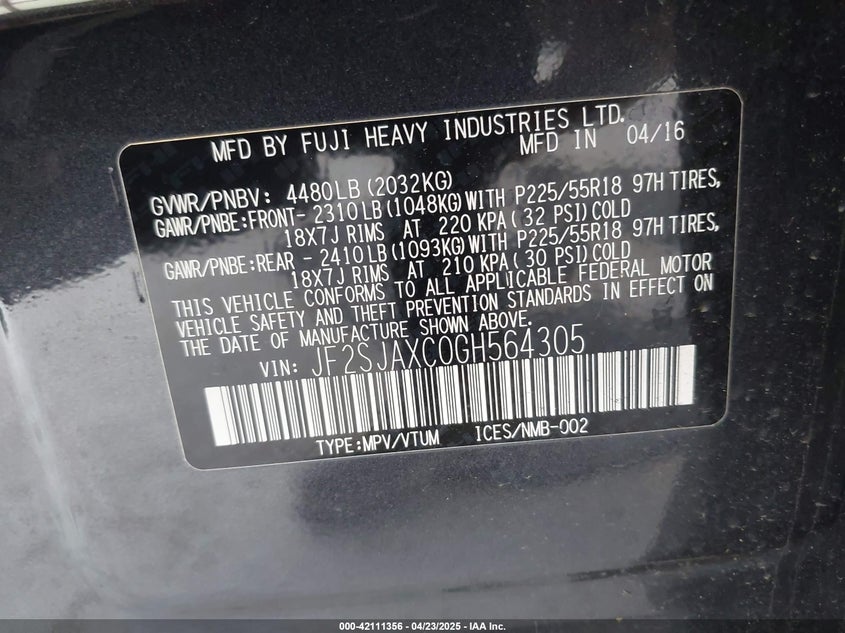 MFD BY FUJI HEAVY INDUSTRIES LTD.
MFD IN 04/16
GVWR/PNBV: 4480LB (2032KG)
GAWR/PNBE:FRONT- 2310LB (1048KG) WITH P225/55R18 97H TIRES,
18X7J RIMS AT 220 KPA ( 32 PSI) COLD
GAWR/PNBE:REAR - 2410LB (1093KG) WITH P225/55R18 97H TIRES,
18X7J RIMS AT 210 KPA ( 30 PSI) COLD
THIS VEHICLE CONFORMS TO ALL APPLICABLE FEDERAL MOTOR
VEHICLE SAFETY AND THEFT PREVENTION STANDARDS IN EFFECT ON
THE DATE OF MANUFACTURE SHOWN ABOVE.
VIN: JF2SJAXC0GH564305
TYPE:MPV/VTUM ICES/NMB-002
000-42111356 - 04/23/2025 - IAA Inc.